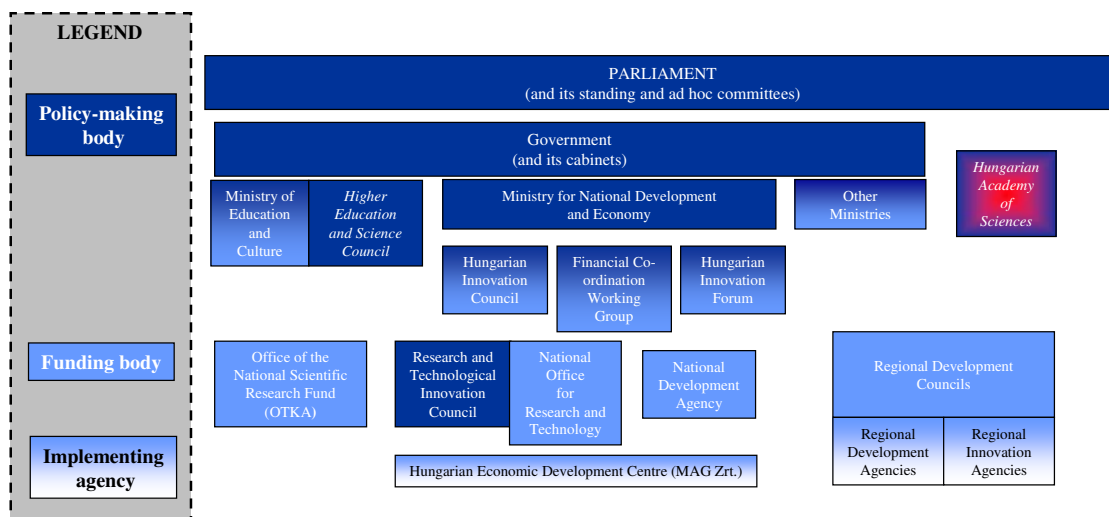 LEGEND
Policy-making
body
Funding body
Implementing
agency
PARLIAMENT
(and its standing and ad hoc committees)
Government
(and its cabinets)
Ministry of
Education
and
Culture
Higher
Education
and Science
Council
Ministry for National Development
and Economy
Other
Ministries
Hungarian
Academy
of
Sciences
Hungarian
Innovation
Council
Financial Co-
ordination
Working
Group
Hungarian
Innovation
Forum
Office of the
National Scientific
Research Fund
(OTKA)
Research and
Technological
Innovation
Council
National
Office
for
Research and
Technology
National
Development
Agency
Regional Development
Councils
Regional
Development
Agencies
Regional
Innovation
Agencies
Hungarian Economic Development Centre (MAG Zrt.)